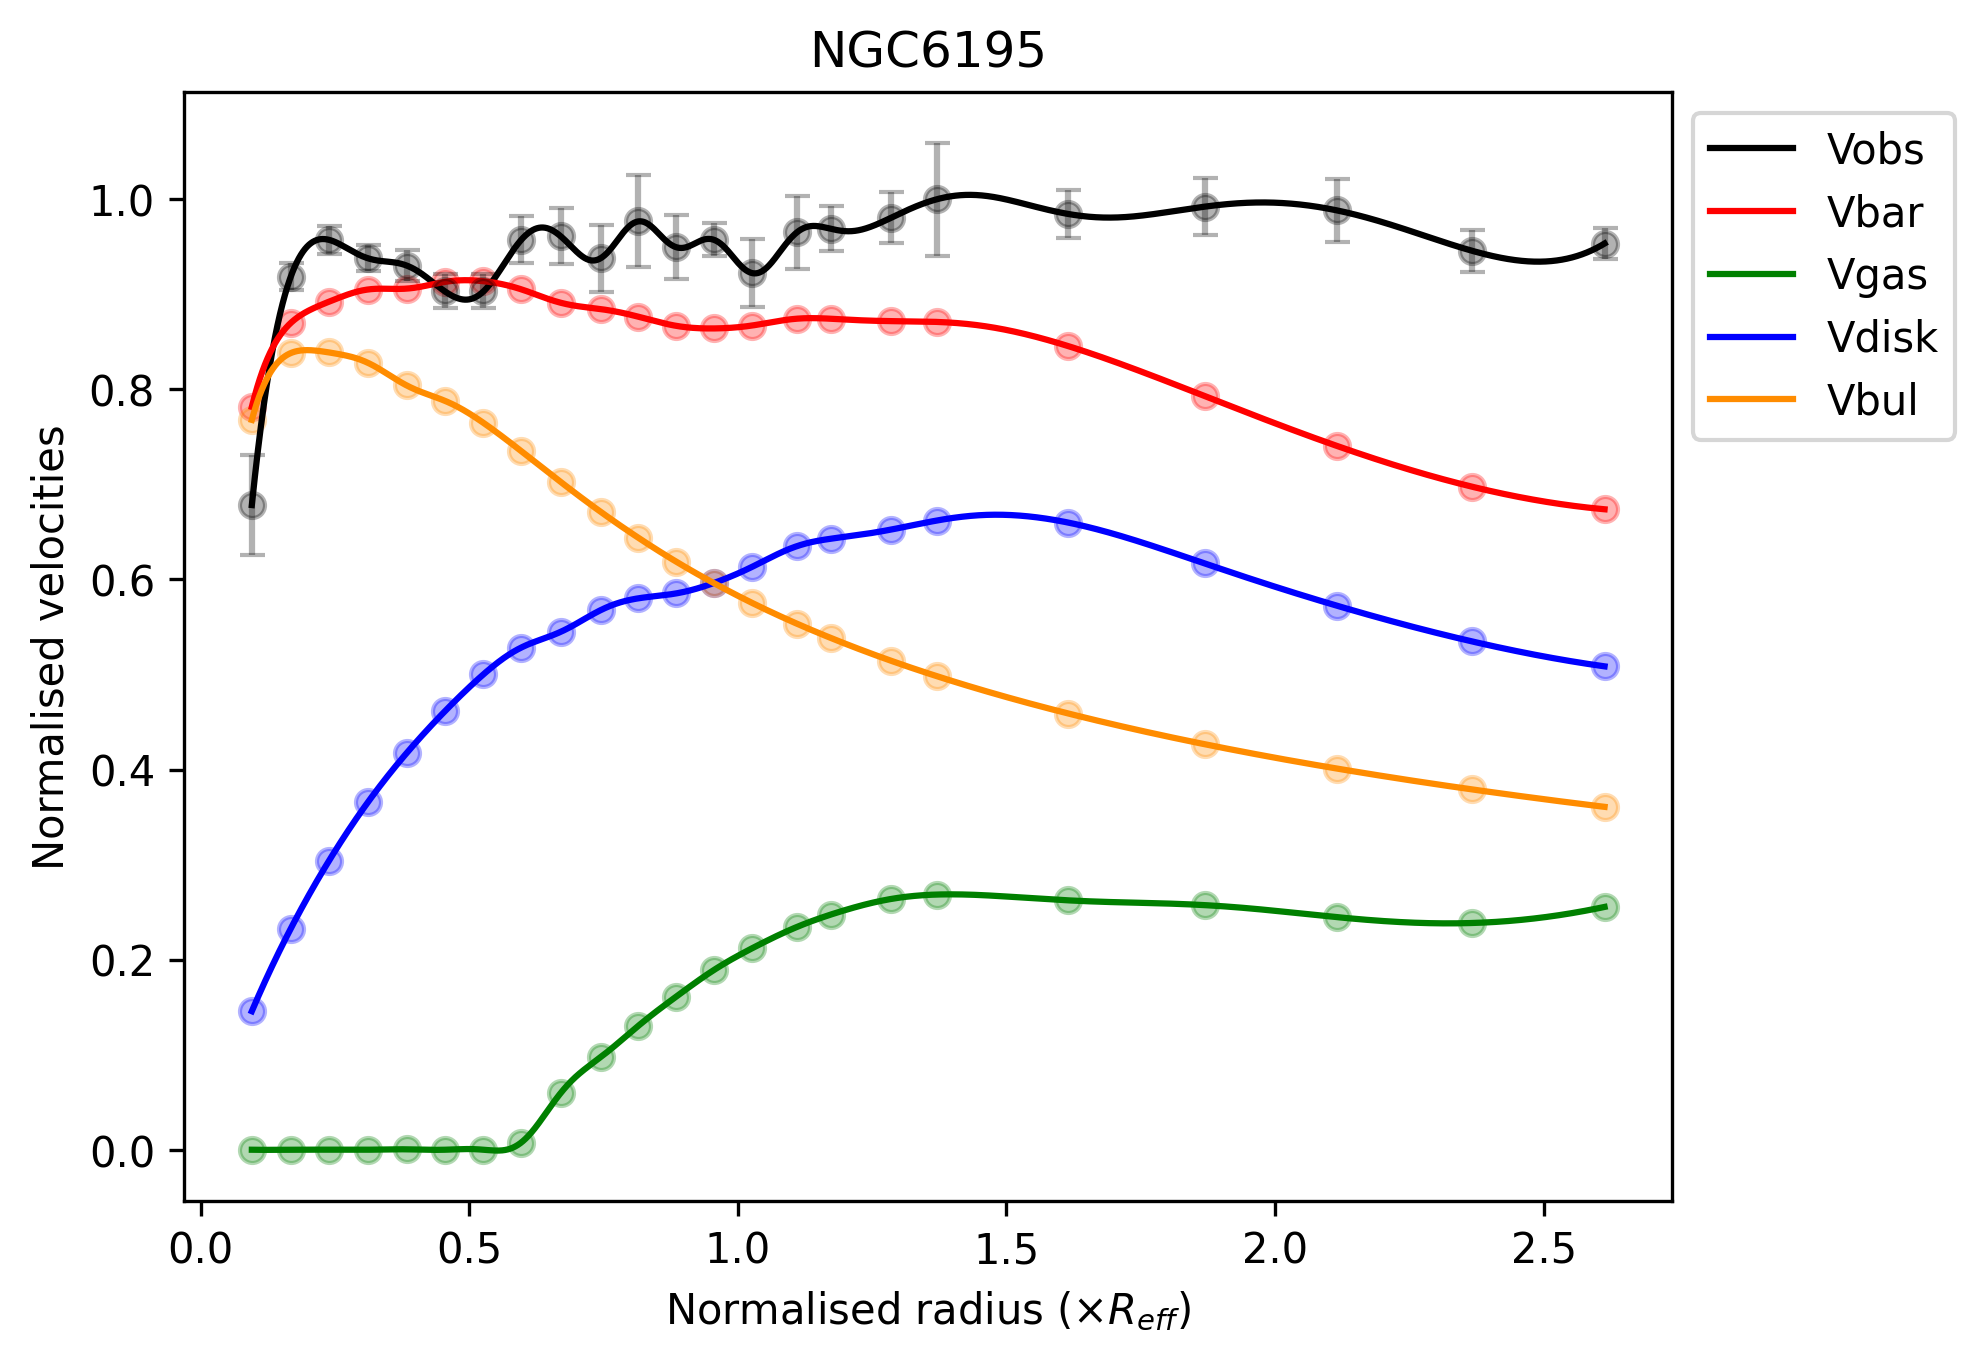 NGC6195
Normalised velocities
1.0
0.8
0.6
0.4
0.2
0.0
0.0 0.5 1.0 1.5 2.0 2.5
Normalised radius (×R_eff)
Vobs
Vbar
Vgas
Vdisk
Vbul